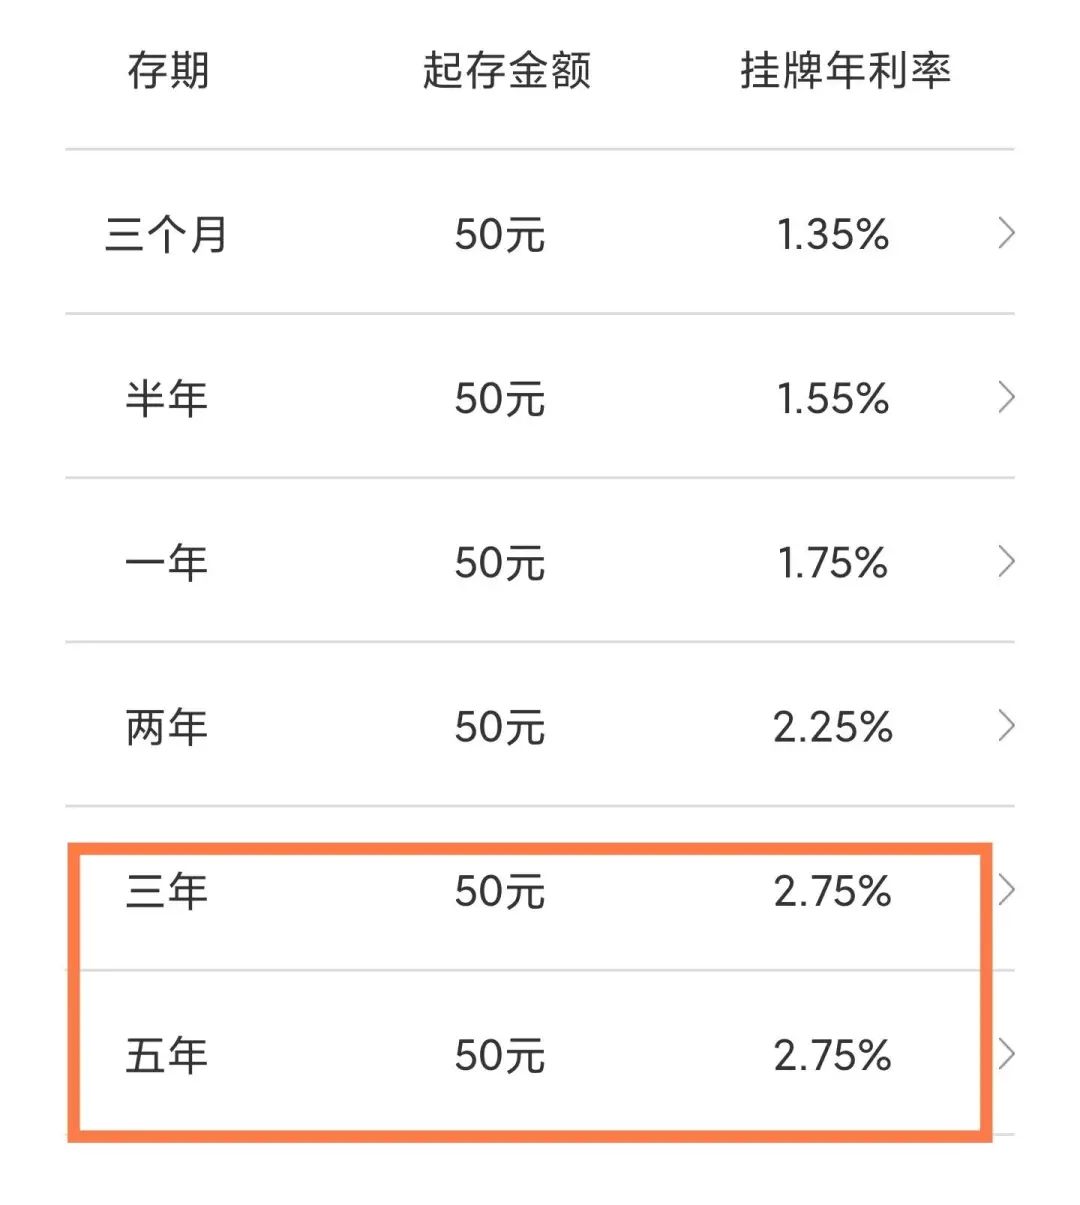 存期 起存金额 挂牌年利率
三个月 50元 1.35%
半年 50元 1.55%
一年 50元 1.75%
两年 50元 2.25%
三年 50元 2.75%
五年 50元 2.75%